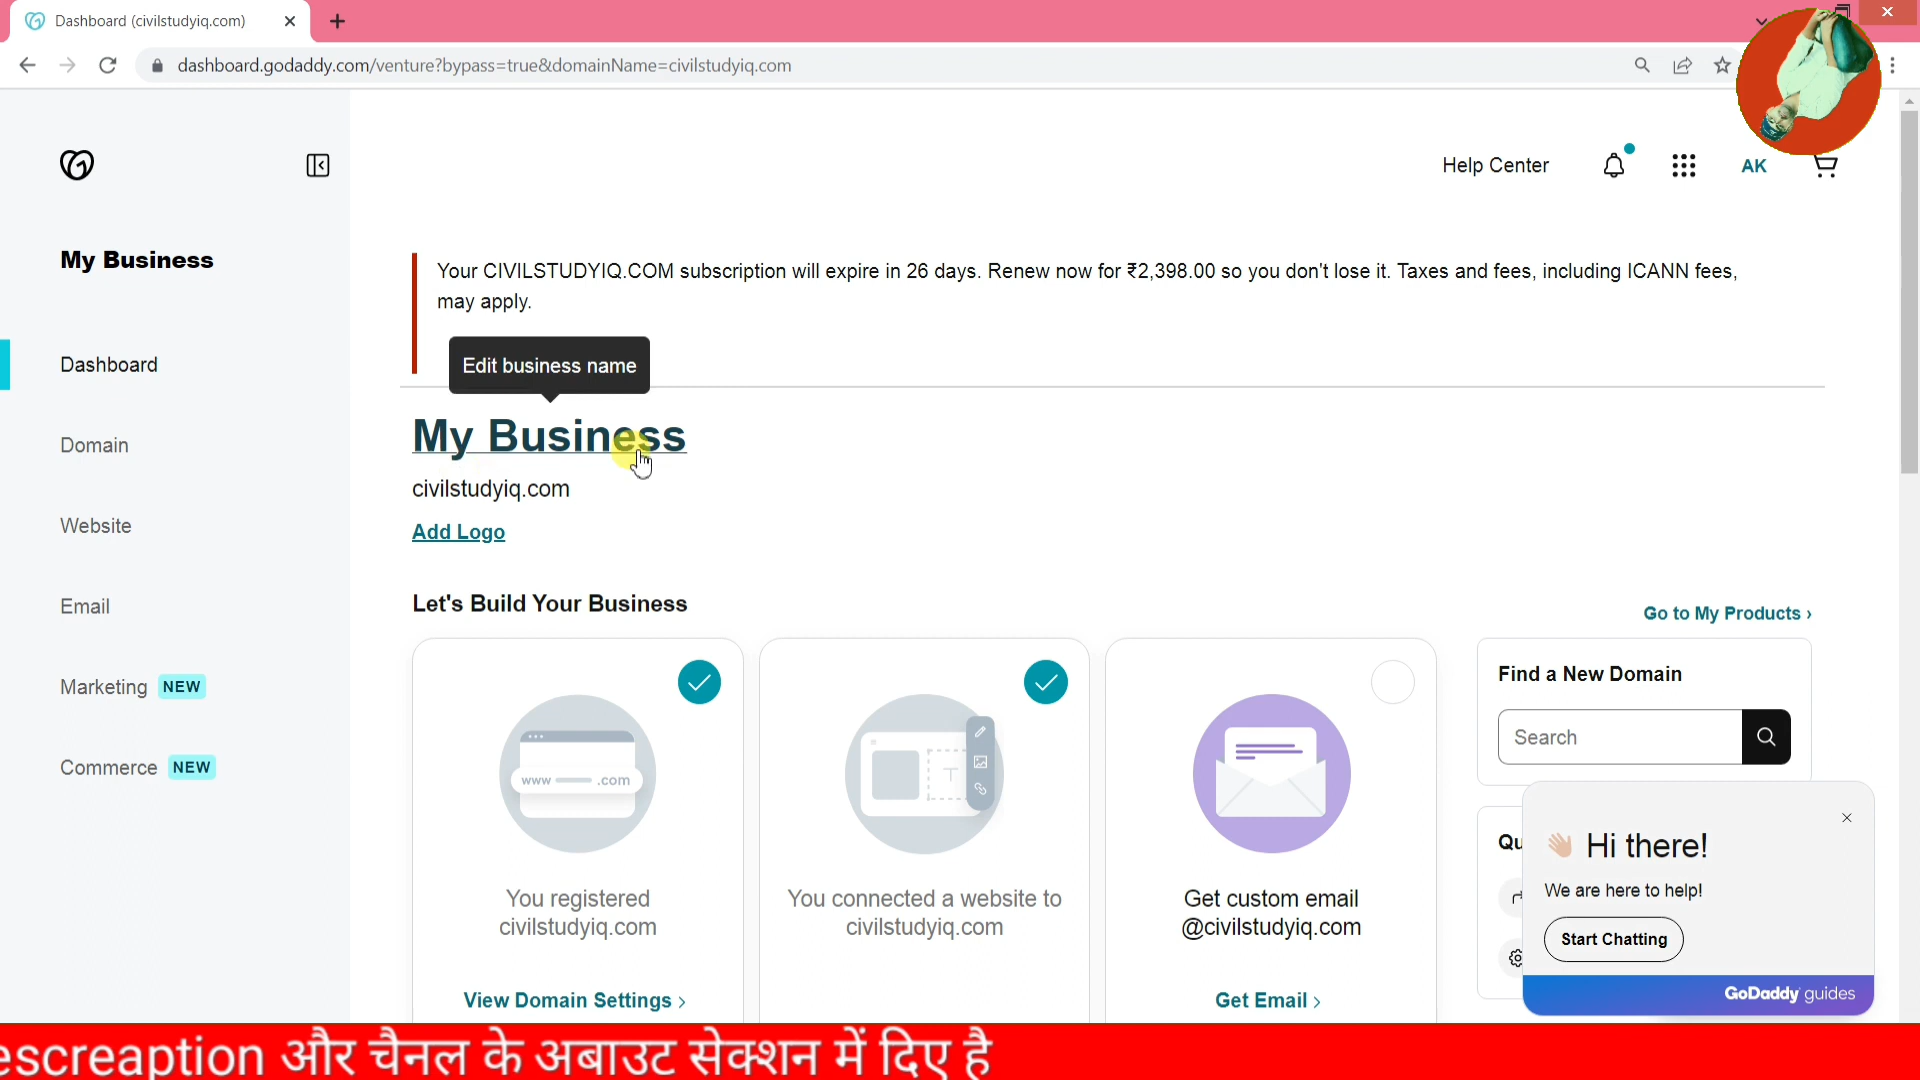 Dashboard (civilstudyiq.com)
dashboard.godaddy.com/venture?bypass=true&domainName=civilstudyiq.com
Help Center
AK
My Business
Your CIVILSTUDYIQ.COM subscription will expire in 26 days. Renew now for ₹2,398.00 so you don't lose it. Taxes and fees, including ICANN fees,
may apply.
Edit business name
Dashboard
Domain
Website
Email
Marketing NEW
Commerce NEW
My Business
civilstudyiq.com
Add Logo
Let's Build Your Business
Go to My Products ›
www .com
You registered
civilstudyiq.com
View Domain Settings ›
T
You connected a website to
civilstudyiq.com
Get custom email
@civilstudyiq.com
Get Email ›
Find a New Domain
Search
Qu
👋 Hi there!
We are here to help!
Start Chatting
GoDaddy guides
escreaption और चैनल के अबाउट सेक्शन में दिए है